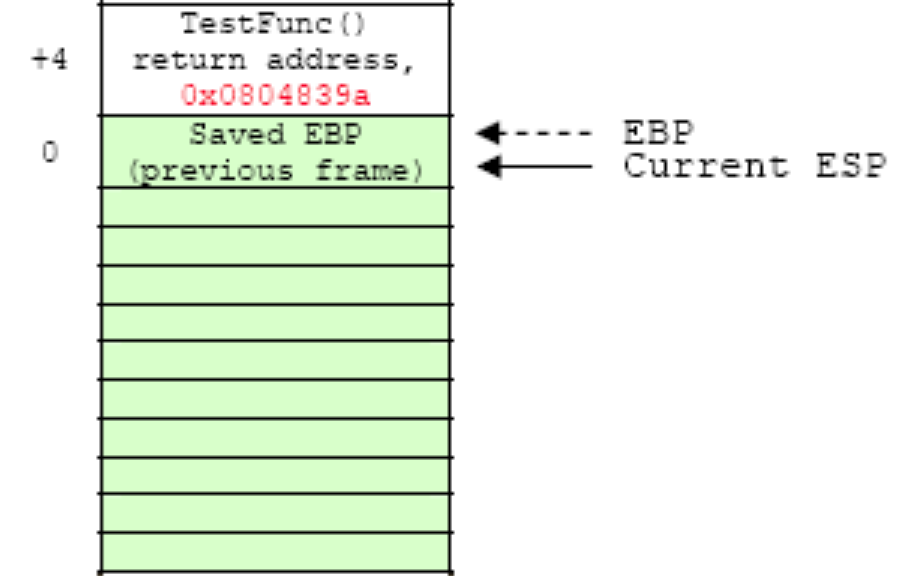 TestFunc()
+4
return address,
0x0804839a
Saved EBP
EBP
0
(previous frame)
Current ESP